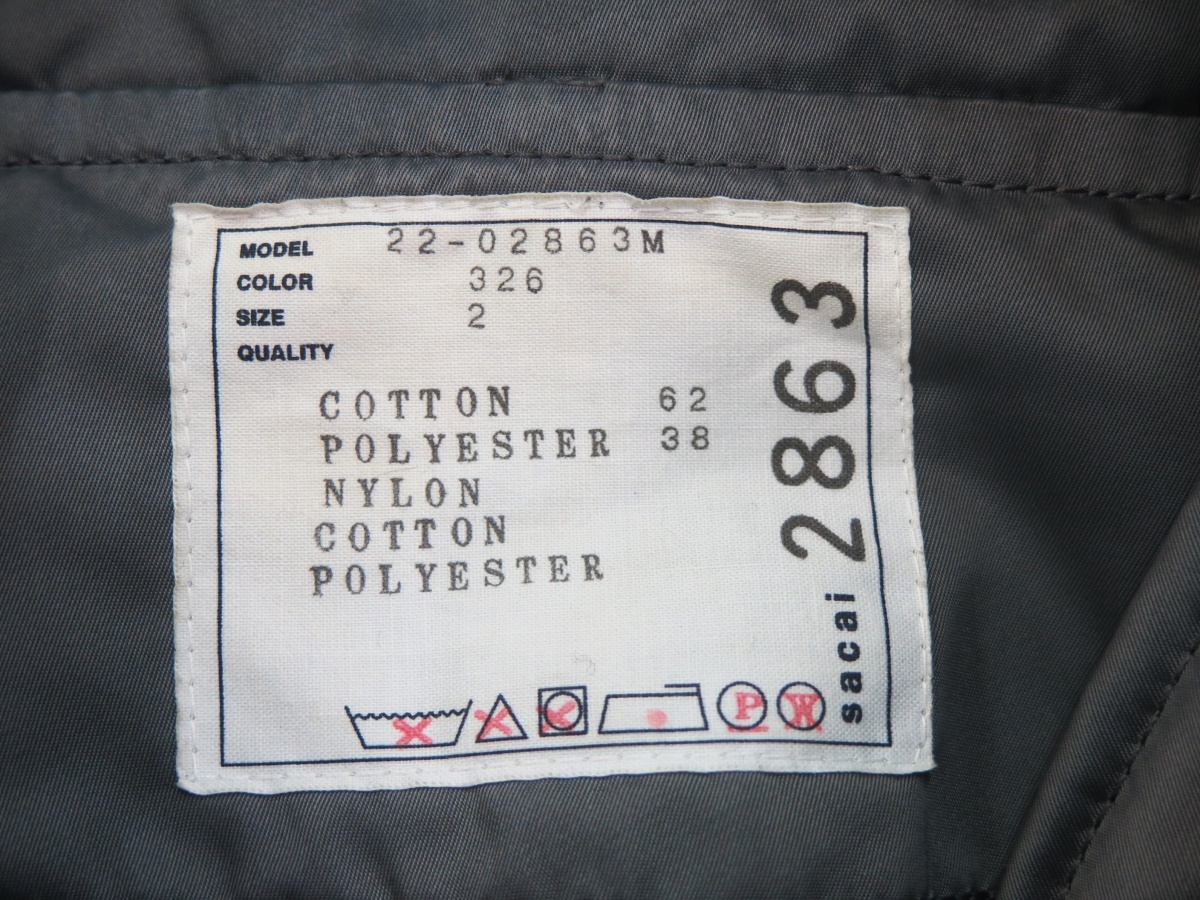 MODEL 22-02863M
COLOR 326
SIZE 2
QUALITY
COTTON 62
POLYESTER 38
NYLON
COTTON
POLYESTER
P W
sacai 2863